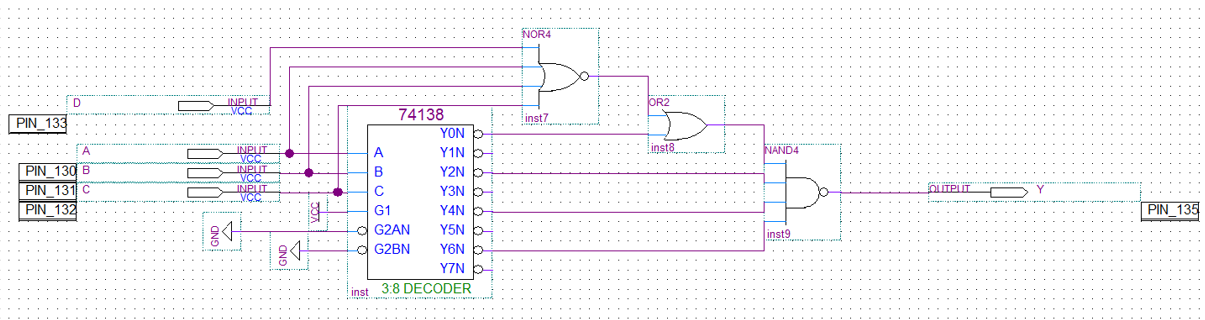 NOR4
D
INPUT
VCC
PIN_133
inst7
OR2
inst8
74138
A
INPUT
VCC
PIN_130
B
INPUT
VCC
PIN_131
C
INPUT
VCC
PIN_132
A
B
C
G1
G2AN
G2BN
Y0N
Y1N
Y2N
Y3N
Y4N
Y5N
Y6N
Y7N
VCC
GND
GND
inst
3:8 DECODER
NAND4
inst9
OUTPUT
Y
PIN_135